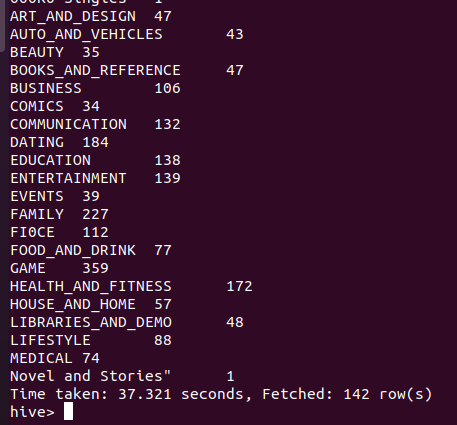 ART_AND_DESIGN 47
AUTO_AND_VEHICLES 43
BEAUTY 35
BOOKS_AND_REFERENCE 47
BUSINESS 106
COMICS 34
COMMUNICATION 132
DATING 184
EDUCATION 138
ENTERTAINMENT 139
EVENTS 39
FAMILY 227
FI0CE 112
FOOD_AND_DRINK 77
GAME 359
HEALTH_AND_FITNESS 172
HOUSE_AND_HOME 57
LIBRARIES_AND_DEMO 48
LIFESTYLE 88
MEDICAL 74
Novel and Stories" 1
Time taken: 37.321 seconds, Fetched: 142 row(s)
hive>